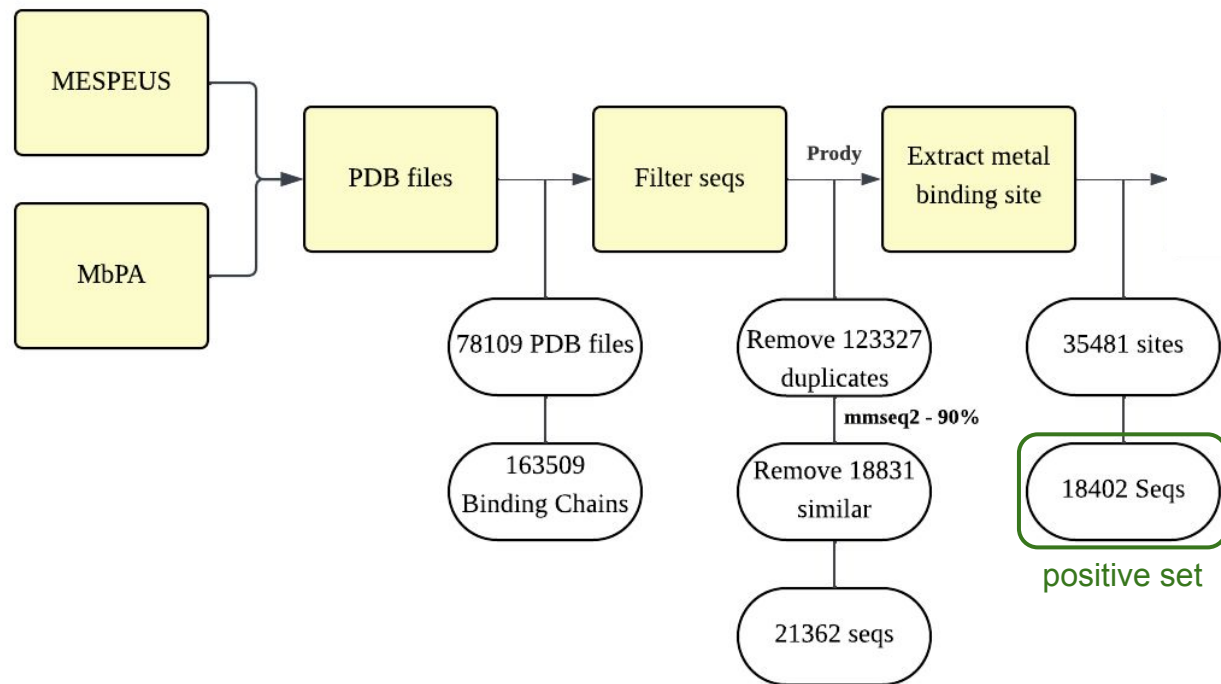 MESPEUS
MbPA
PDB files
Filter seqs
Prody
Extract metal
binding site
78109 PDB files
163509
Binding Chains
Remove 123327
duplicates
mmseq2 - 90%
Remove 18831
similar
21362 seqs
35481 sites
18402 Seqs
positive set